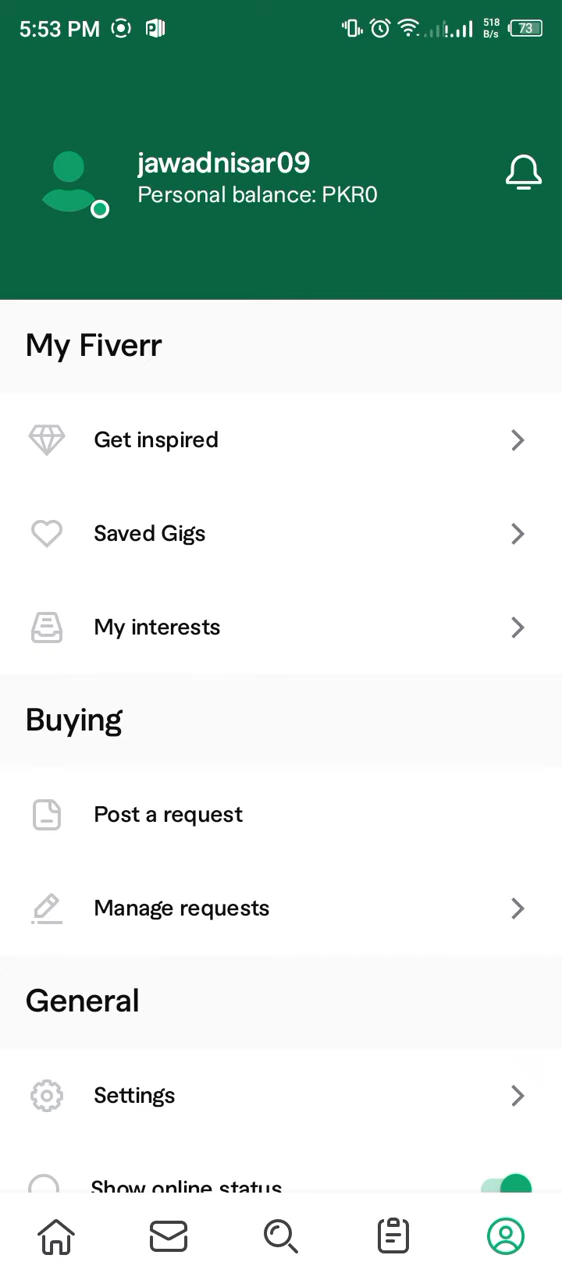 5:53 PM
518
B/s
73
jawadnisar09
Personal balance: PKR0
My Fiverr
Get inspired
Saved Gigs
My interests
Buying
Post a request
Manage requests
General
Settings
Show online status